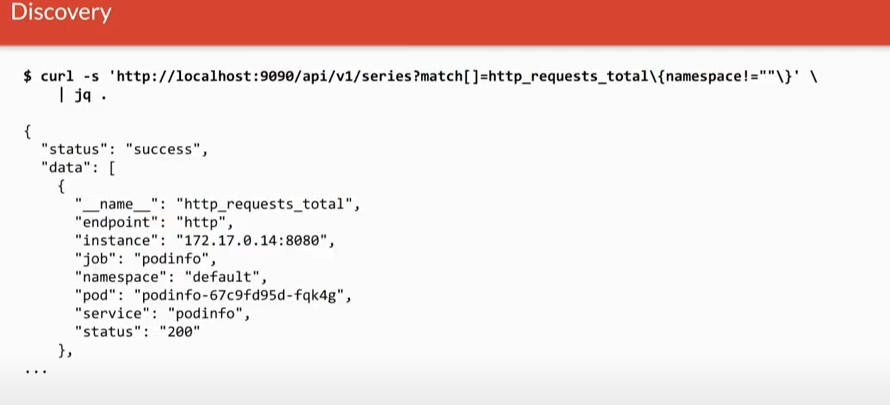 Discovery
$ curl -s 'http://localhost:9090/api/v1/series?match[]=http_requests_total\{namespace!=""\}' \
| jq .
{
"status": "success",
"data": [
{
"__name__": "http_requests_total",
"endpoint": "http",
"instance": "172.17.0.14:8080",
"job": "podinfo",
"namespace": "default",
"pod": "podinfo-67c9fd95d-fqk4g",
"service": "podinfo",
"status": "200"
},
...